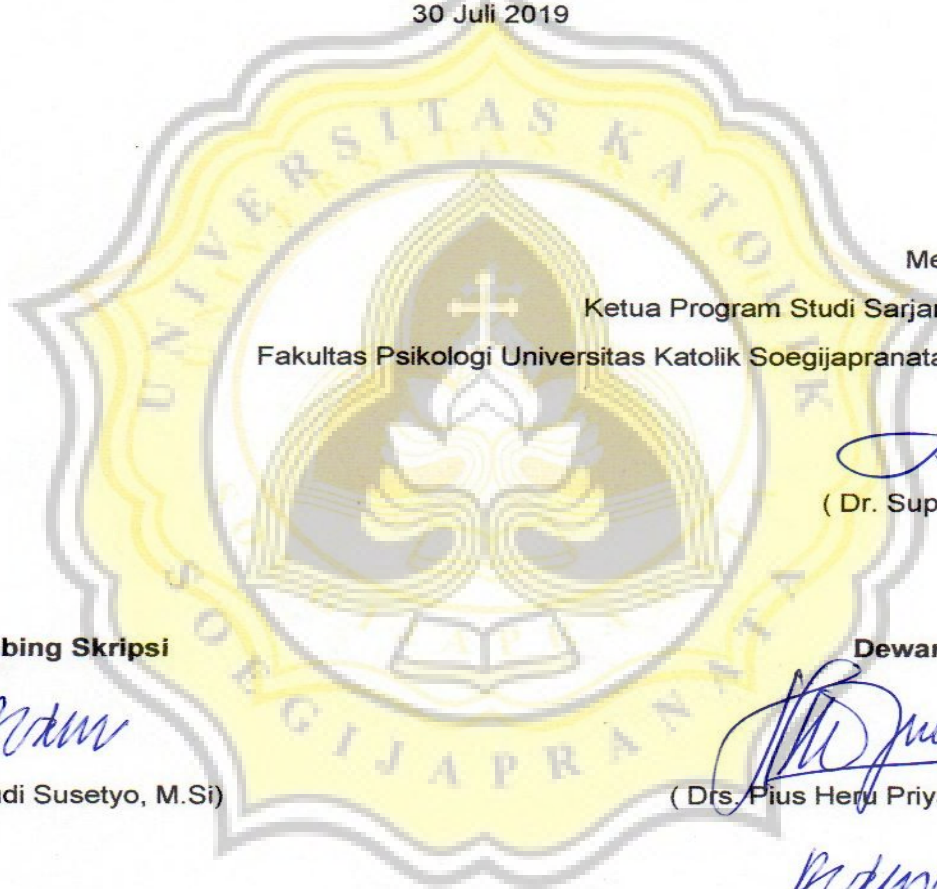 30 Juli 2019
UNIVERSITAS KATOLIK
SOEGIJAPRANATA
Me
Ketua Program Studi Sarjan
Fakultas Psikologi Universitas Katolik Soegijapranata
( Dr. Sup
bing Skripsi
Dewan
di Susetyo, M.Si)
( Drs. Pius Heru Priy